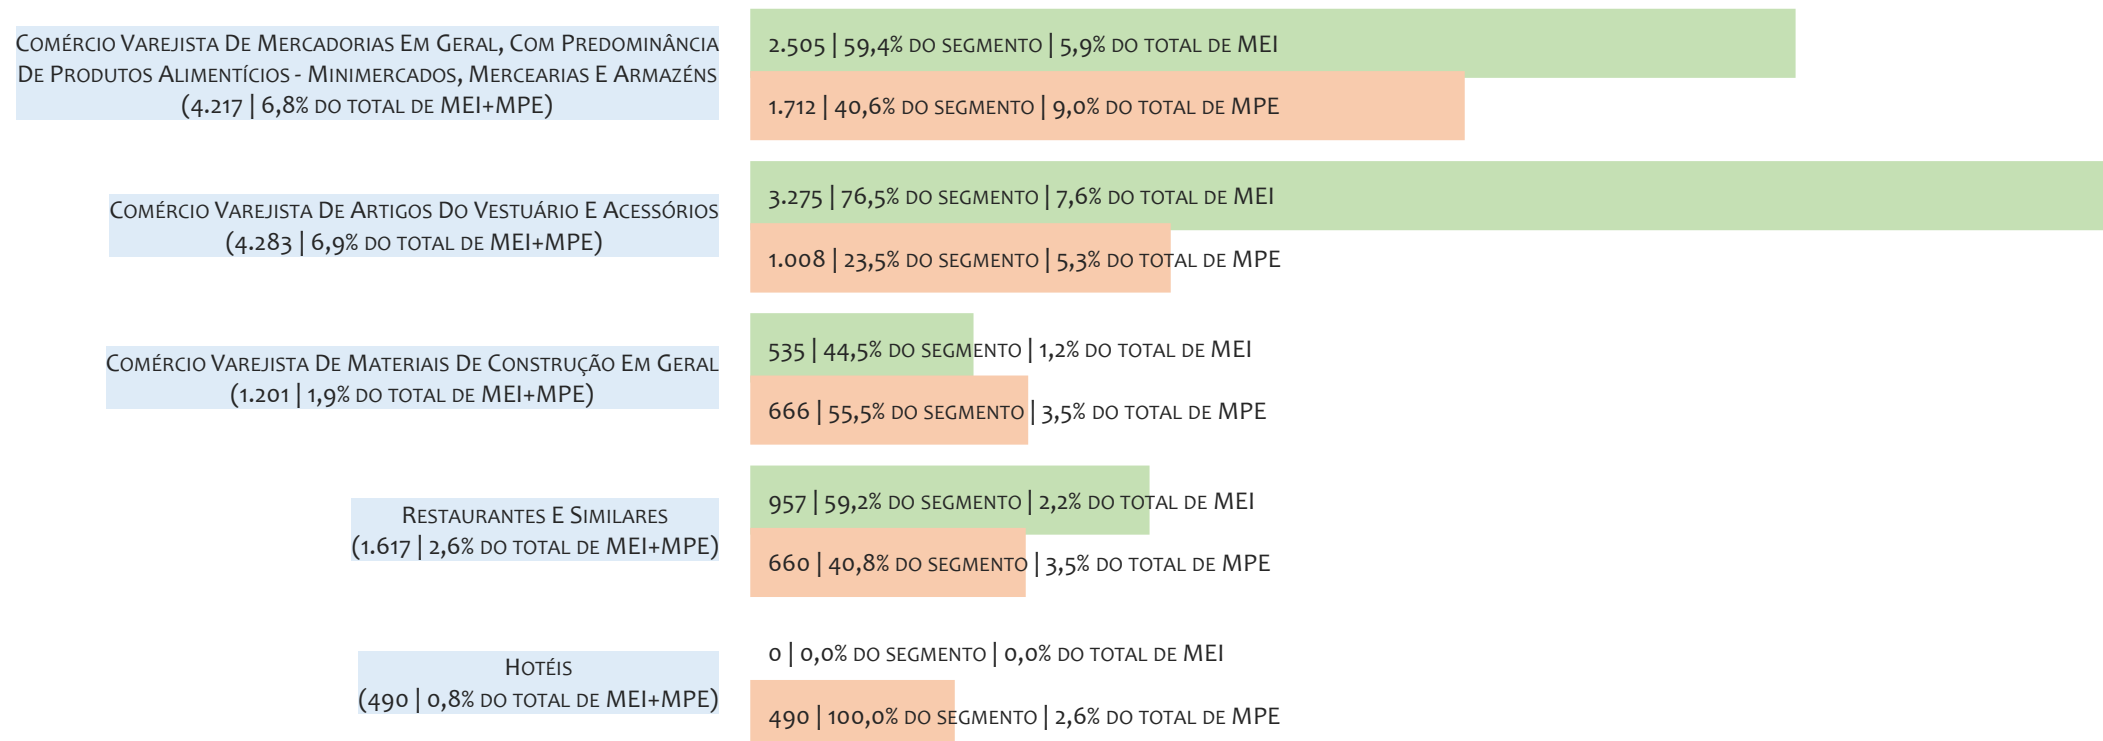 Comércio Varejista De Mercadorias Em Geral, Com Predominância
De Produtos Alimentícios - Minimercados, Mercearias E Armazéns
(4.217 | 6,8% do total de MEI+MPE)
2.505 | 59,4% do segmento | 5,9% do total de MEI
1.712 | 40,6% do segmento | 9,0% do total de MPE
Comércio Varejista De Artigos Do Vestuário E Acessórios
(4.283 | 6,9% do total de MEI+MPE)
3.275 | 76,5% do segmento | 7,6% do total de MEI
1.008 | 23,5% do segmento | 5,3% do total de MPE
Comércio Varejista De Materiais De Construção Em Geral
(1.201 | 1,9% do total de MEI+MPE)
535 | 44,5% do segmento | 1,2% do total de MEI
666 | 55,5% do segmento | 3,5% do total de MPE
Restaurantes E Similares
(1.617 | 2,6% do total de MEI+MPE)
957 | 59,2% do segmento | 2,2% do total de MEI
660 | 40,8% do segmento | 3,5% do total de MPE
Hotéis
(490 | 0,8% do total de MEI+MPE)
0 | 0,0% do segmento | 0,0% do total de MEI
490 | 100,0% do segmento | 2,6% do total de MPE